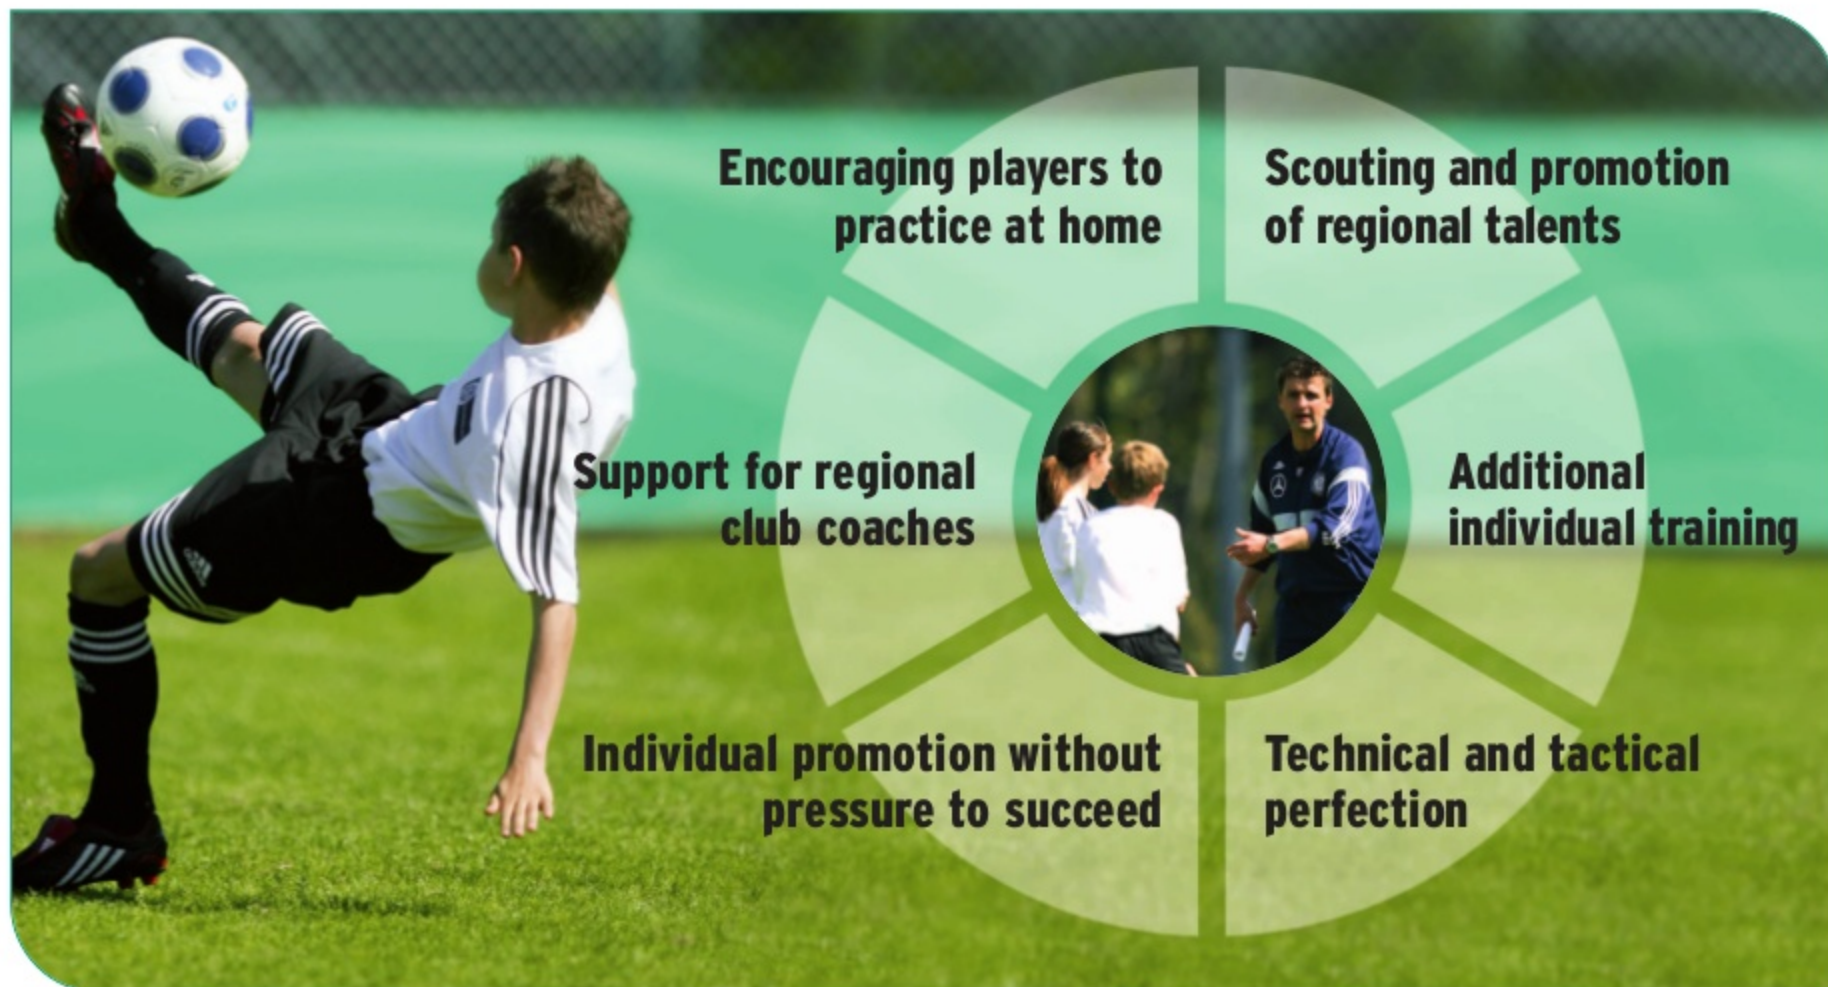 Encouraging players to
practice at home
Scouting and promotion
of regional talents
Support for regional
club coaches
Additional
individual training
Individual promotion without
pressure to succeed
Technical and tactical
perfection